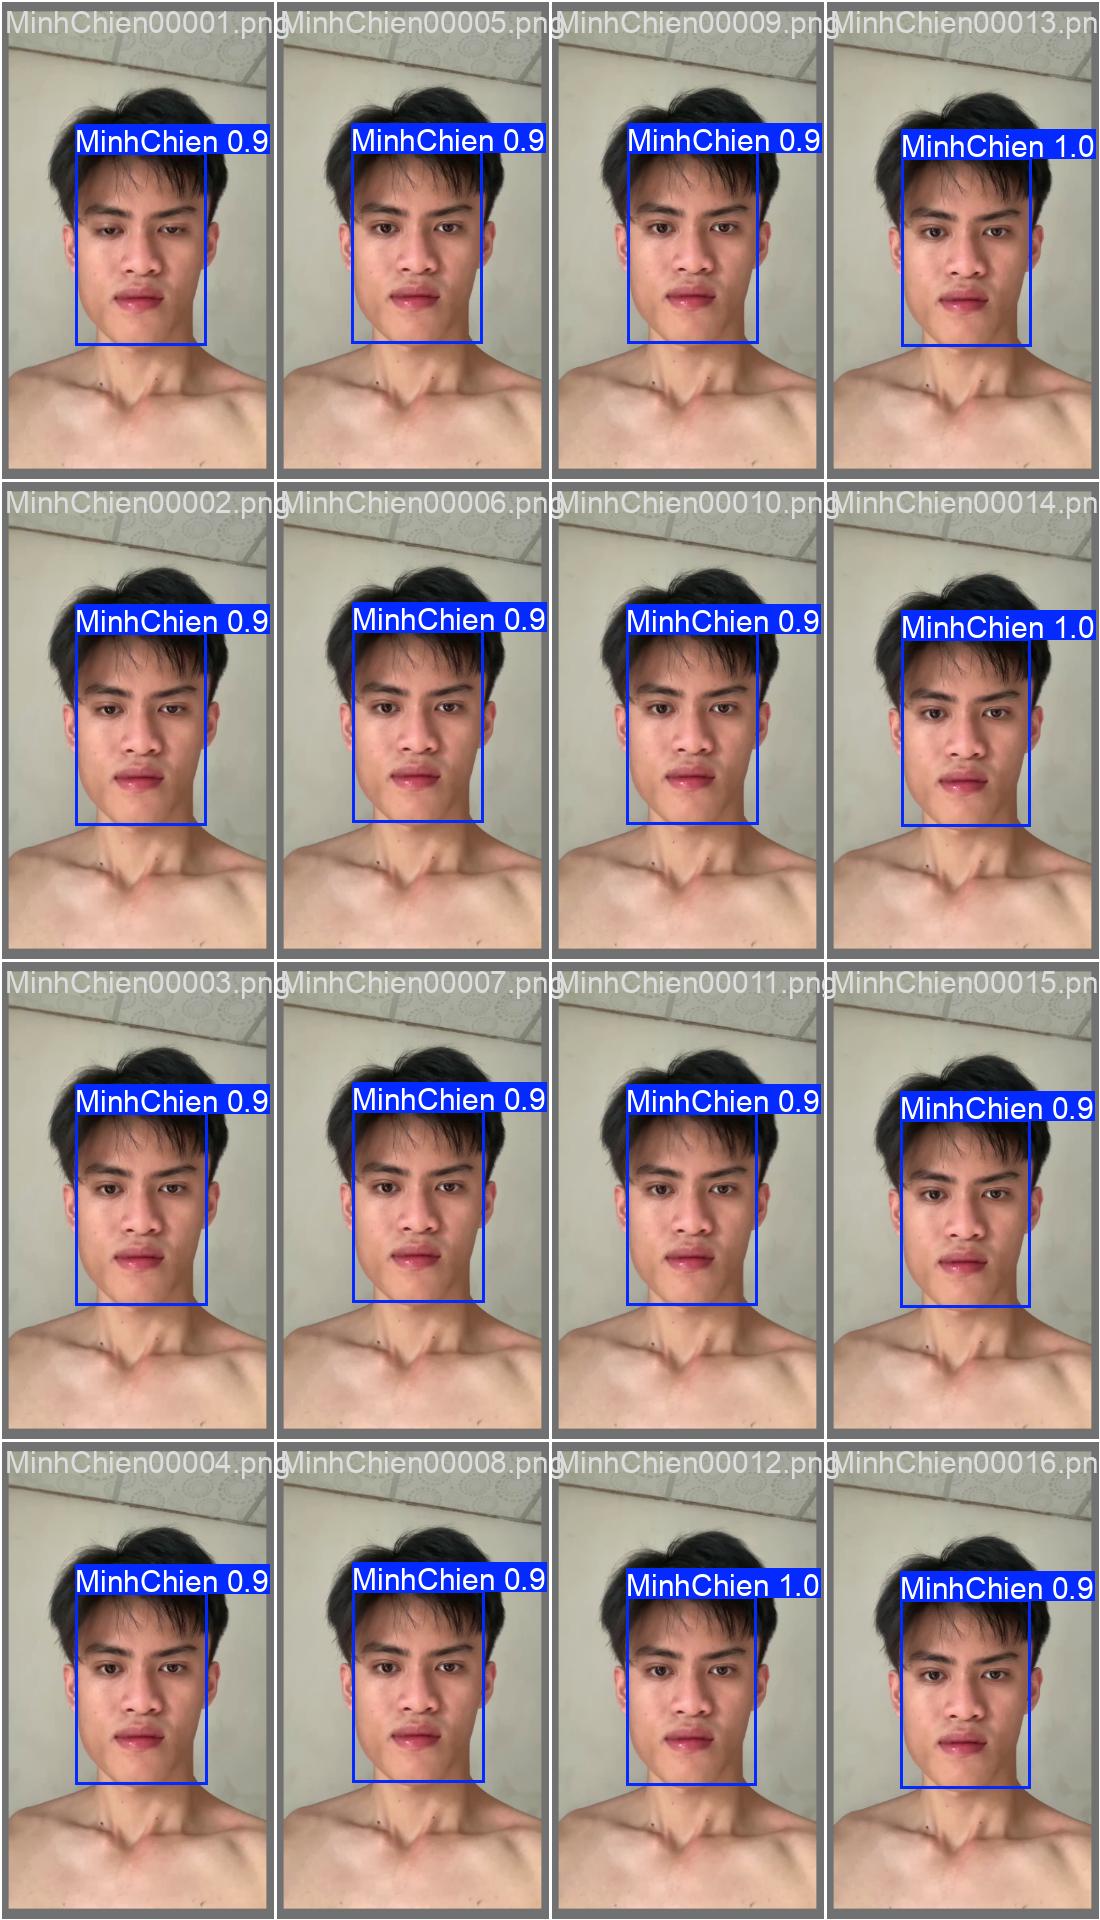 MinhChien00001.png
MinhChien 0.9
MinhChien00005.png
MinhChien 0.9
MinhChien00009.png
MinhChien 0.9
MinhChien00013.pn
MinhChien 1.0
MinhChien00002.png
MinhChien 0.9
MinhChien00006.png
MinhChien 0.9
MinhChien00010.png
MinhChien 0.9
MinhChien00014.pn
MinhChien 1.0
MinhChien00003.png
MinhChien 0.9
MinhChien00007.png
MinhChien 0.9
MinhChien00011.png
MinhChien 0.9
MinhChien00015.pn
MinhChien 0.9
MinhChien00004.png
MinhChien 0.9
MinhChien00008.png
MinhChien 0.9
MinhChien00012.png
MinhChien 1.0
MinhChien00016.pn
MinhChien 0.9